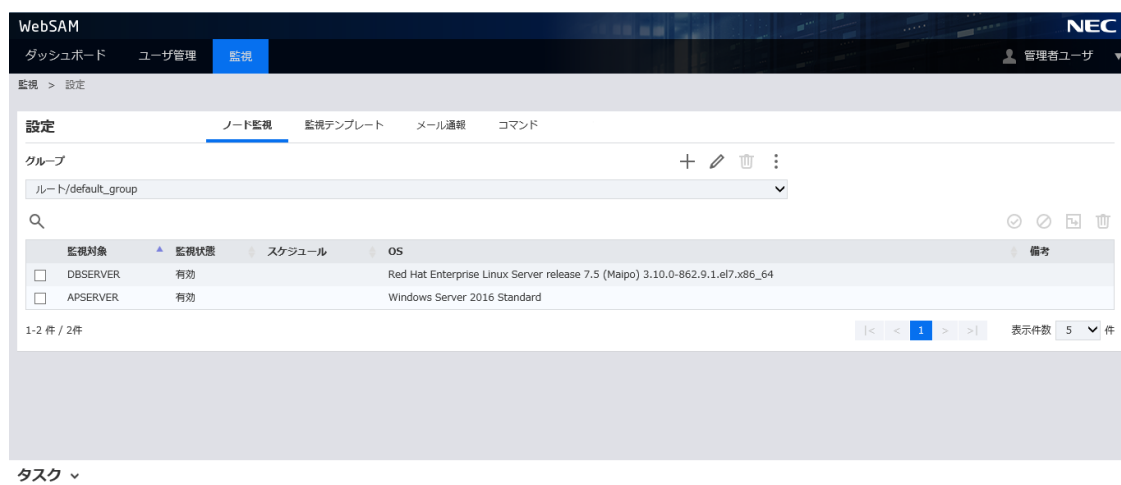 WebSAM NEC
ダッシュボード ユーザ管理 監視 管理者ユーザ
監視 > 設定
設定 ノード監視 監視テンプレート メール通報 コマンド
グループ
ルート/default_group
監視対象 監視状態 スケジュール OS 備考
DBSERVER 有効 Red Hat Enterprise Linux Server release 7.5 (Maipo) 3.10.0-862.9.1.el7.x86_64
APSERVER 有効 Windows Server 2016 Standard
1-2 件 / 2件 |< < 1 > >| 表示件数 5 件
タスク